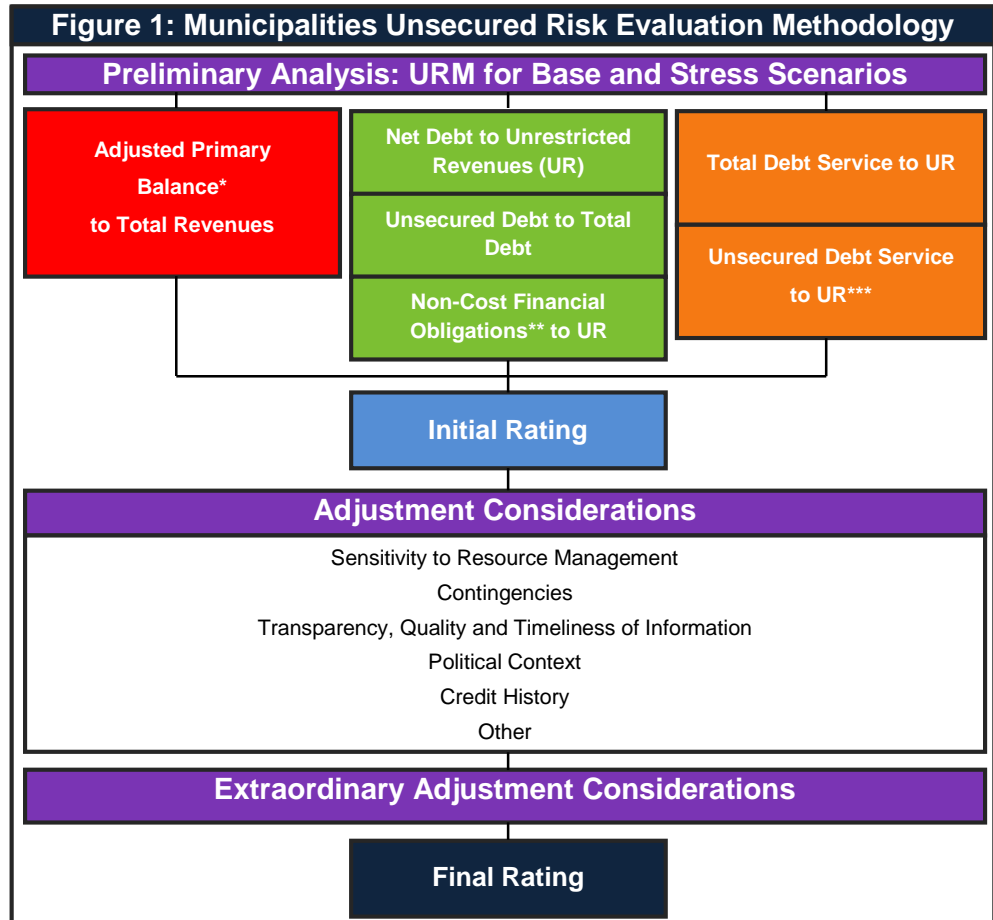 Figure 1: Municipalities Unsecured Risk Evaluation Methodology
Preliminary Analysis: URM for Base and Stress Scenarios
Adjusted Primary
Balance*
to Total Revenues
Net Debt to Unrestricted
Revenues (UR)
Unsecured Debt to Total
Debt
Non-Cost Financial
Obligations** to UR
Total Debt Service to UR
Unsecured Debt Service
to UR***
Initial Rating
Adjustment Considerations
Sensitivity to Resource Management
Contingencies
Transparency, Quality and Timeliness of Information
Political Context
Credit History
Other
Extraordinary Adjustment Considerations
Final Rating